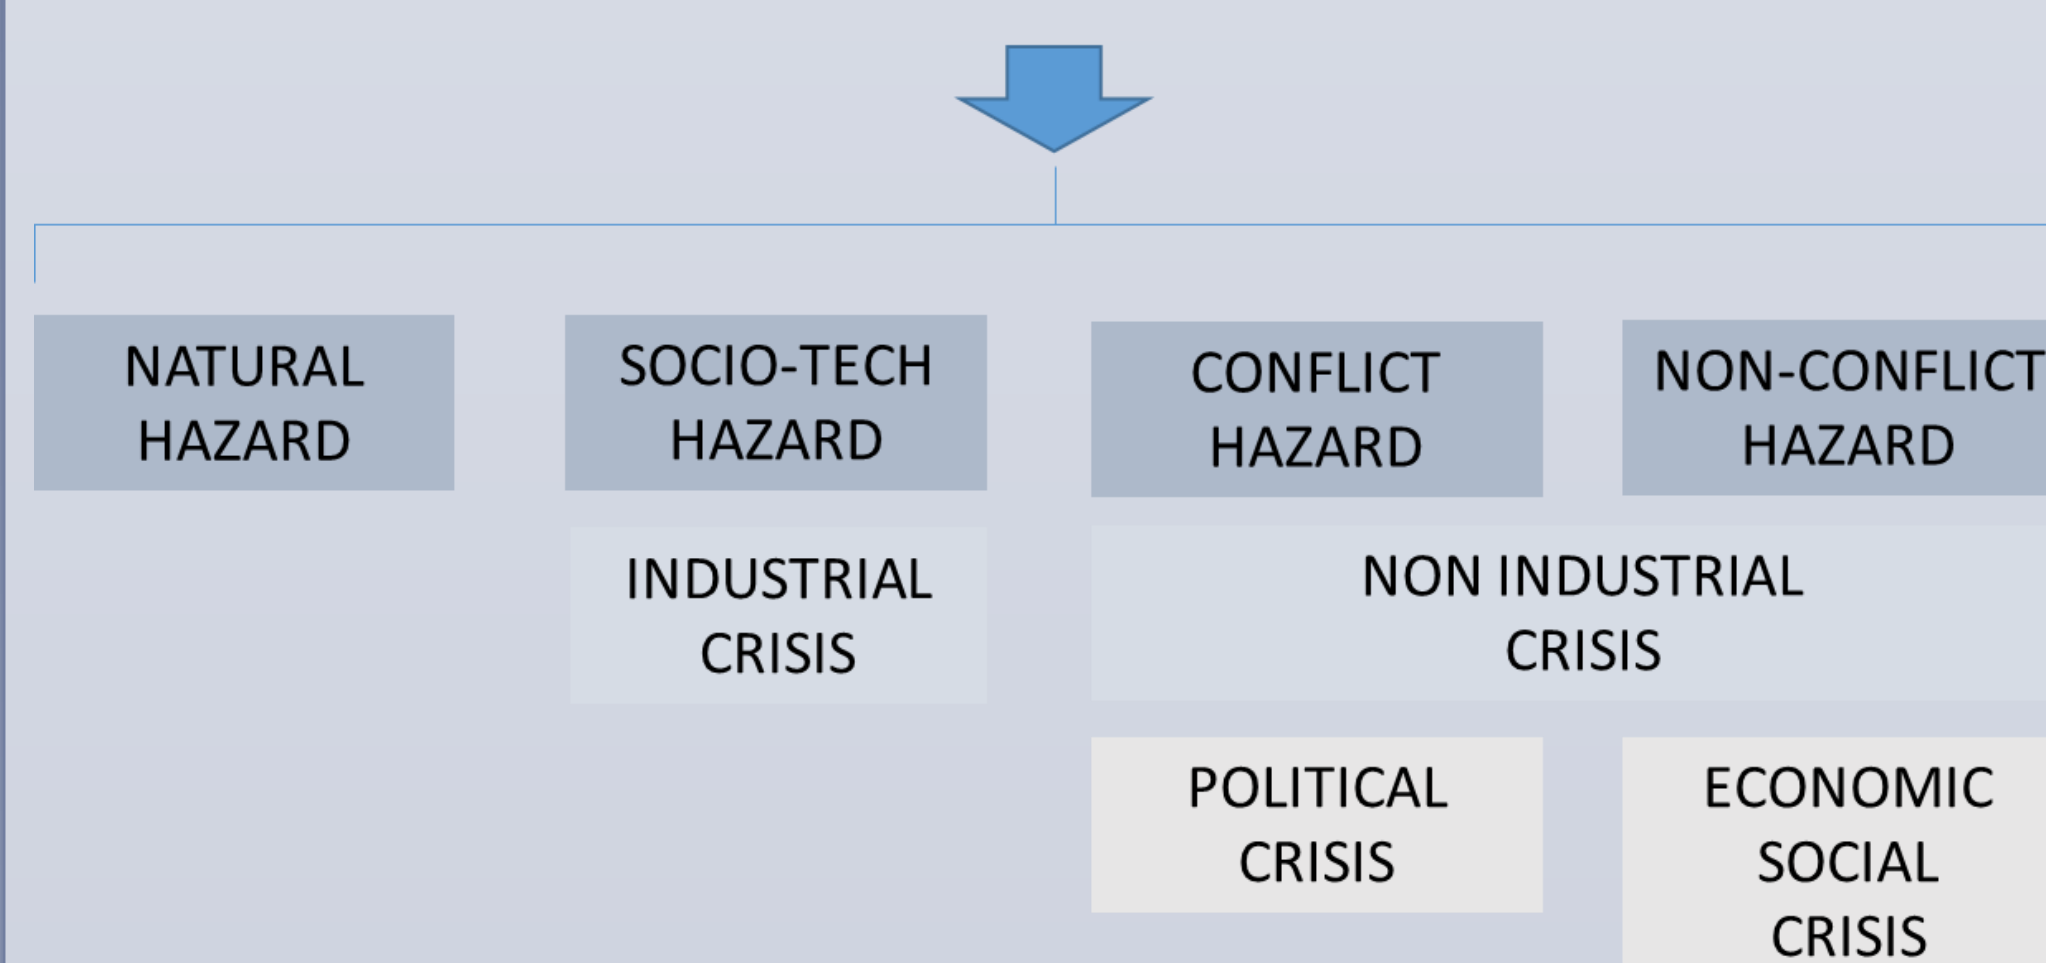 NATURAL
HAZARD
SOCIO-TECH
HAZARD
CONFLICT
HAZARD
NON-CONFLICT
HAZARD
INDUSTRIAL
CRISIS
NON INDUSTRIAL
CRISIS
POLITICAL
CRISIS
ECONOMIC
SOCIAL
CRISIS